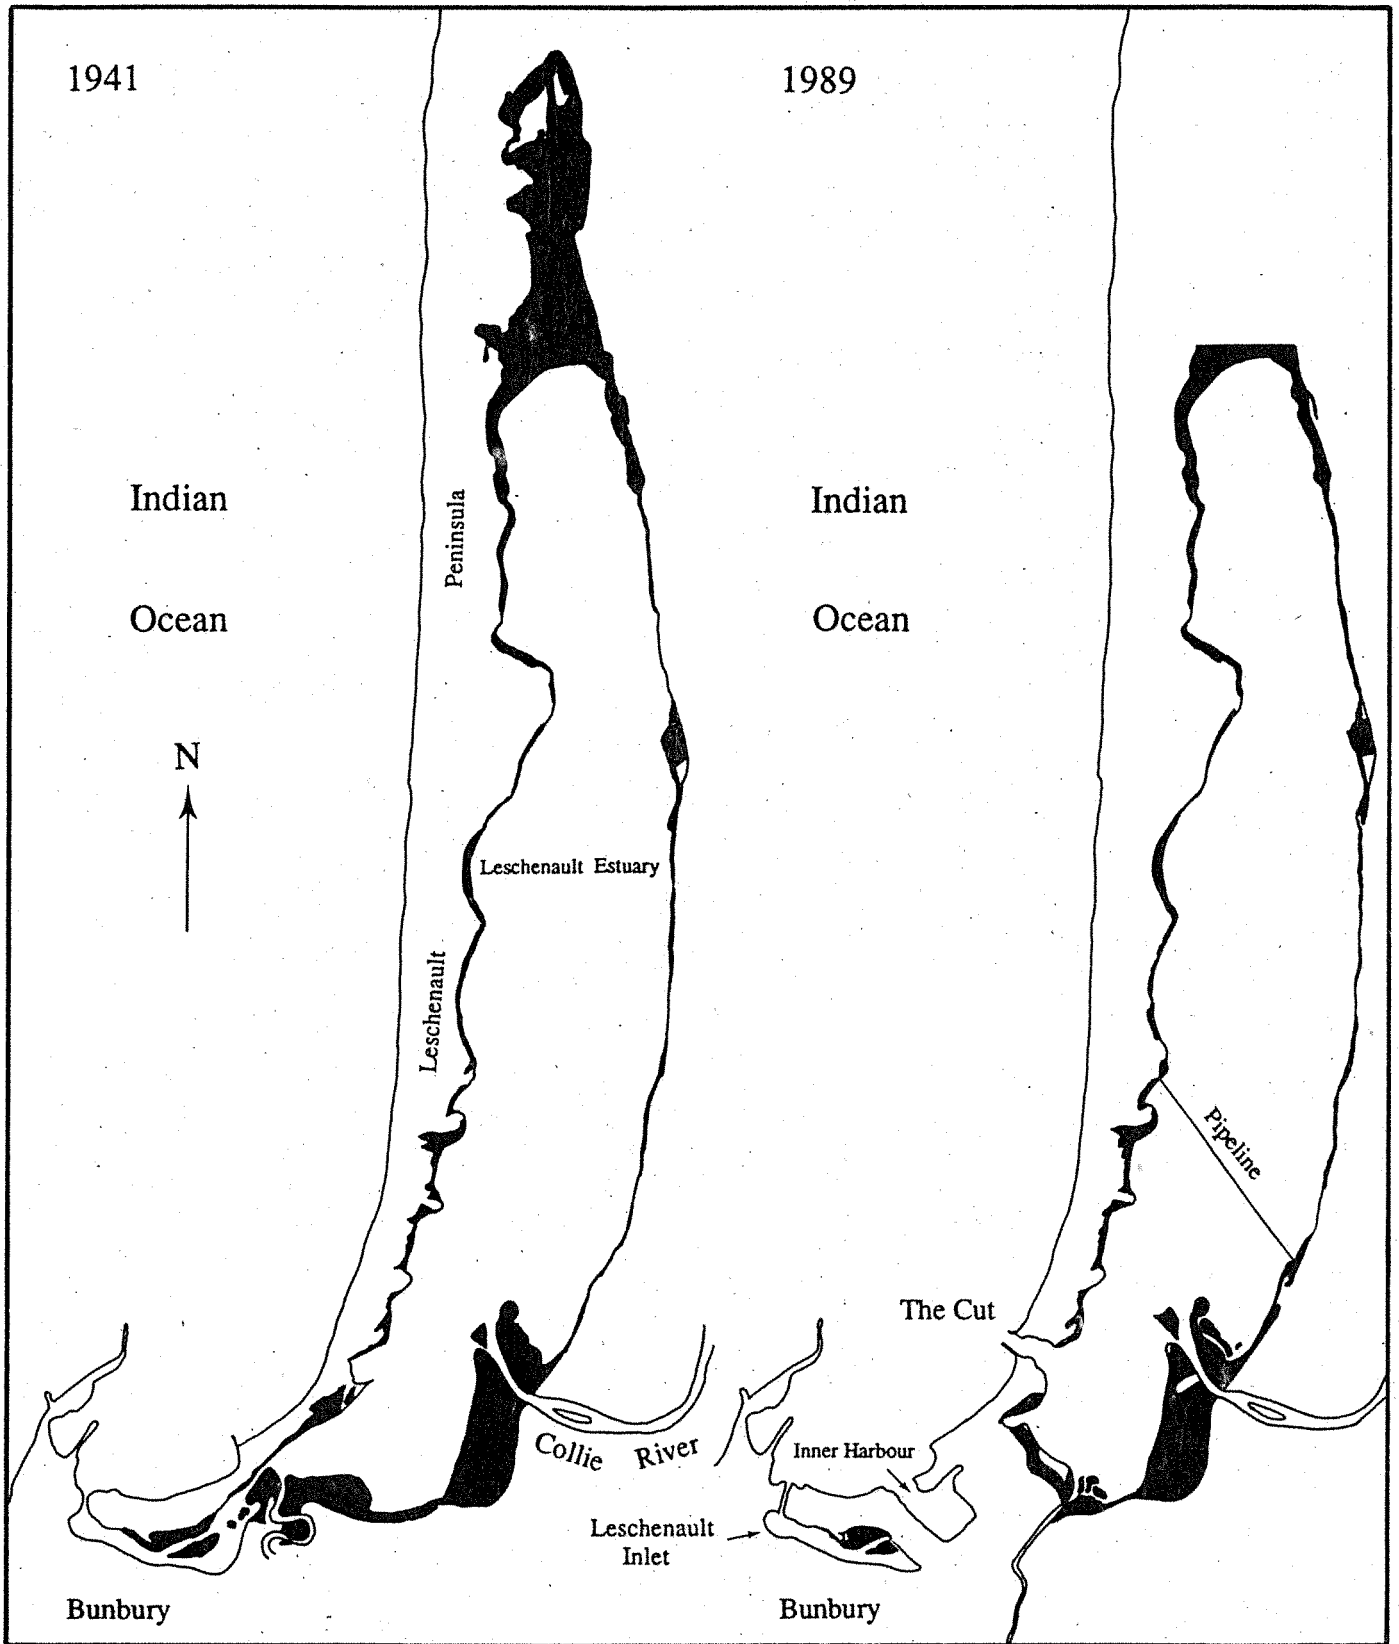 1941
1989
Indian
Ocean
N
Peninsula
Leschenault
Leschenault Estuary
Collie River
Bunbury
Indian
Ocean
Pipeline
The Cut
Inner Harbour
Leschenault
Inlet
Bunbury